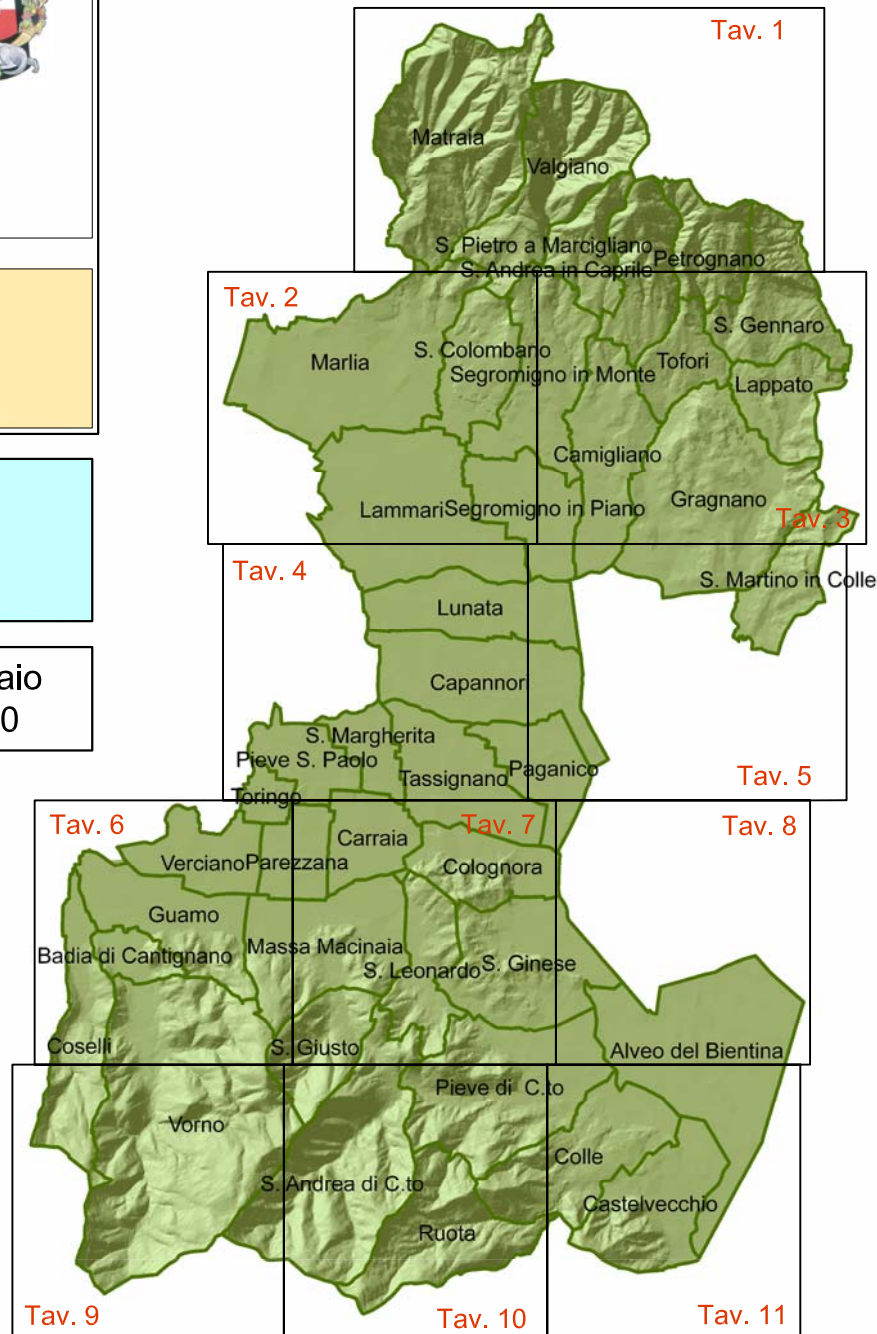 Tav. 1
Matraia
Valgiano
S. Pietro a Marcigliano
Petrognano
S. Andrea in Caprile
Tav. 2
S. Gennaro
Marlia
S. Colombano
Tofori
Segromigno in Monte
Lappato
Camigliano
Gragnano
Lammari
Segromigno in Piano
Tav. 3
Tav. 4
S. Martino in Colle
Lunata
aio
Capannori
0
S. Margherita
Pieve S. Paolo
Paganico
Tassignano
Tav. 5
Toringo
Tav. 6
Tav. 7
Tav. 8
Carraia
Verciano
Parezzana
Colognora
Guamo
Massa Macinaia
Badia di Cantignano
S. Leonardo
S. Ginese
Coselli
S. Giusto
Alveo del Bientina
Pieve di C.to
Vorno
Colle
S. Andrea di C.to
Castelvecchio
Ruota
Tav. 9
Tav. 10
Tav. 11